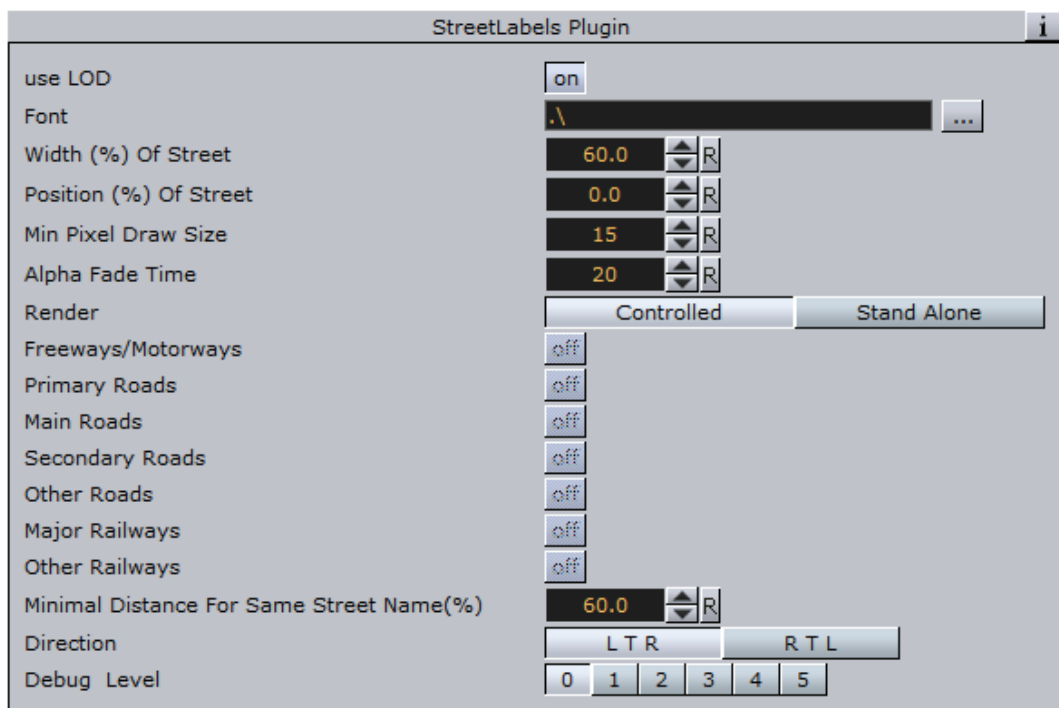 StreetLabels Plugin i
use LOD on
Font .\ ...
Width (%) Of Street 60.0 R
Position (%) Of Street 0.0 R
Min Pixel Draw Size 15 R
Alpha Fade Time 20 R
Render Controlled Stand Alone
Freeways/Motorways off
Primary Roads off
Main Roads off
Secondary Roads off
Other Roads off
Major Railways off
Other Railways off
Minimal Distance For Same Street Name(%) 60.0 R
Direction L T R R T L
Debug Level 0 1 2 3 4 5